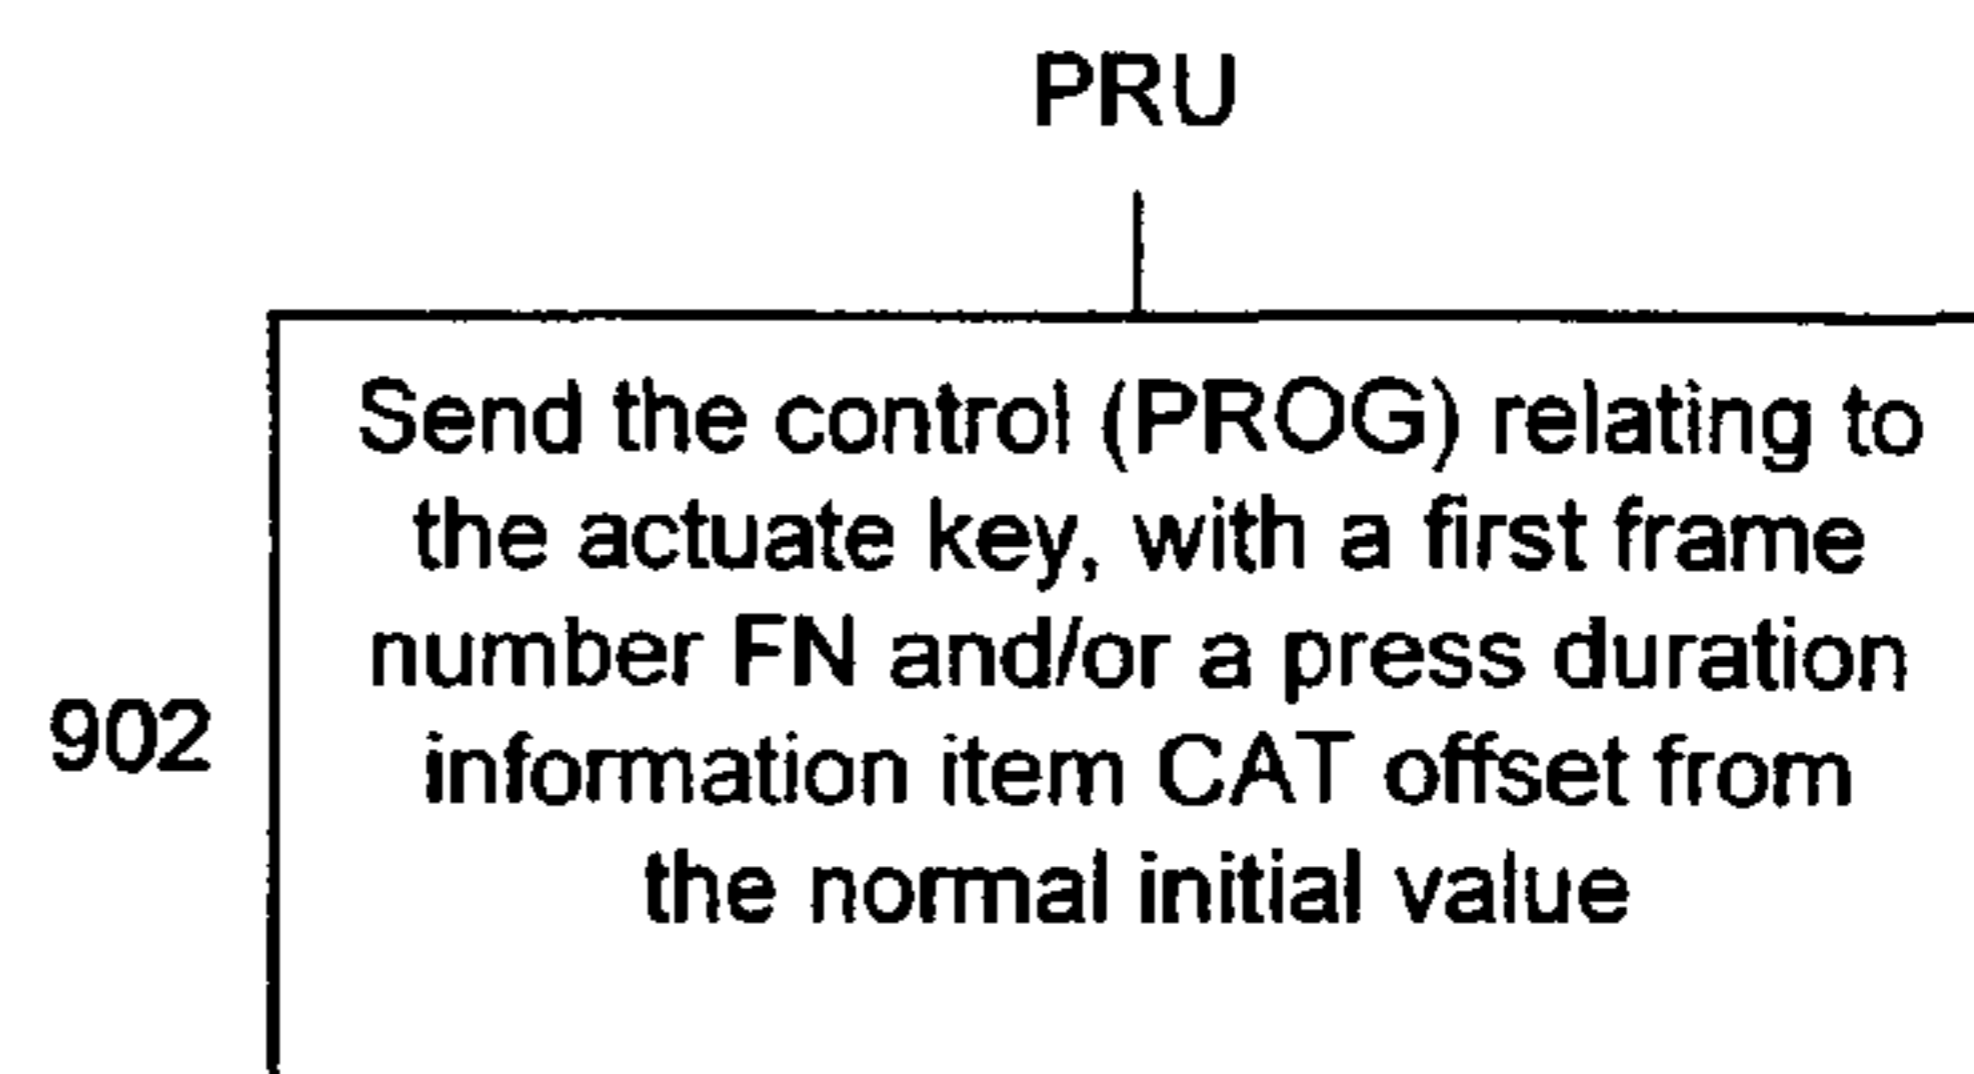 PRU
Send the control (PROG) relating to
the actuate key, with a first frame
number FN and/or a press duration
902
information item CAT offset from
the normal initial value